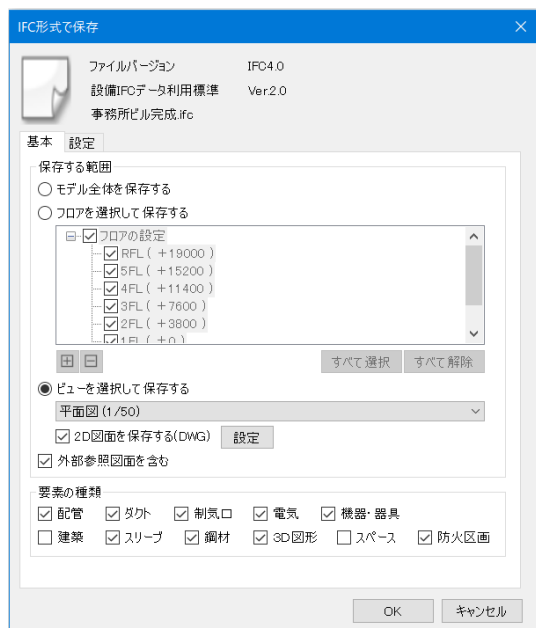 IFC形式で保存
ファイルバージョン IFC4.0
設備IFCデータ利用標準 Ver.2.0
事務所ビル完成.ifc
基本 設定
保存する範囲
モデル全体を保存する
フロアを選択して保存する
フロアの設定
RFL ( +19000 )
5FL ( +15200 )
4FL ( +11400 )
3FL ( +7600 )
2FL ( +3800 )
1FL ( +0 )
すべて選択 すべて解除
ビューを選択して保存する
平面図 (1/50)
2D図面を保存する(DWG) 設定
外部参照図面を含む
要素の種類
配管 ダクト 制気口 電気 機器・器具
建築 スリーブ 鋼材 3D図形 スペース 防火区画
OK キャンセル